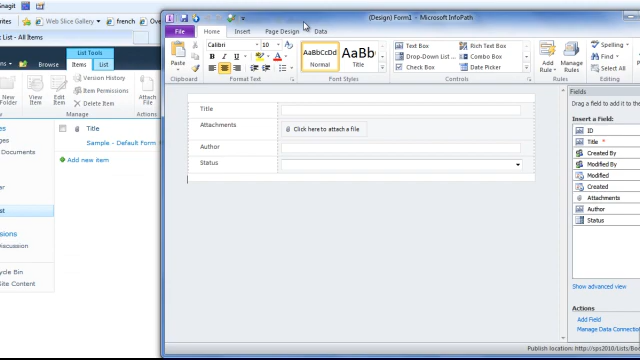 Snagit
(Design) Form1 - Microsoft InfoPath
Web Slice Gallery
french
Over
List - All Items
File
Home
Insert
Page Design
Data
List Tools
BROWSE
Items
List
Calibri
10
Paste
B I U
Clipboard
Format Text
AaBbCcDd
Normal
AaBb
Title
Font Styles
Text Box
Rich Text Box
Drop-Down List
Combo Box
Check Box
Date Picker
Controls
Add
Rule
Manage
Rules
Spelling
Find
Select
Editing
New
Folder
View
Item
Edit
Item
Version History
Item Permissions
Delete Item
Manage
Attach
File
Title
Sample - Default Form
Add new item
Documents
Discussion
Recycle Bin
Site Content
Title
Attachments
Click here to attach a file
Author
Status
Fields
Drag a field to add it to the
Insert a Field:
ID
Title *
Created By
Modified By
Modified
Created
Attachments
Author
Status
Show advanced view
Actions
Add Field
Manage Data Connectio
Publish location: http://sps2010/Lists/Boo